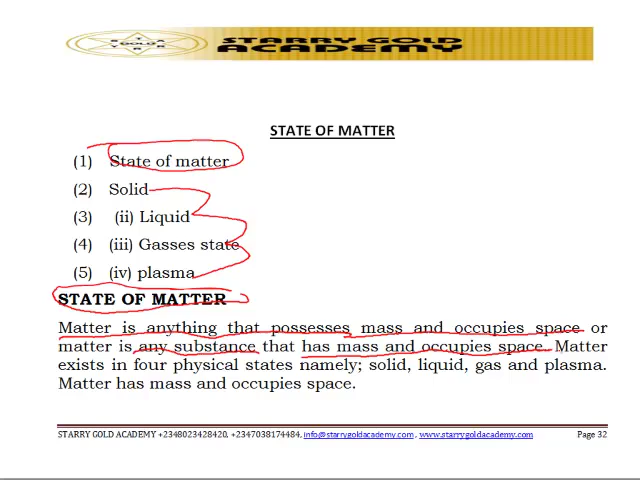 STARRY GOLD
ACADEMY
STATE OF MATTER
(1) State of matter
(2) Solid
(3) (ii) Liquid
(4) (iii) Gasses state
(5) (iv) plasma
STATE OF MATTER
Matter is anything that possesses mass and occupies space or
matter is any substance that has mass and occupies space. Matter
exists in four physical states namely; solid, liquid, gas and plasma.
Matter has mass and occupies space.
STARRY GOLD ACADEMY +2348023428420, +2347038174484, info@starrygoldacademy.com , www.starrygoldacademy.com Page 32